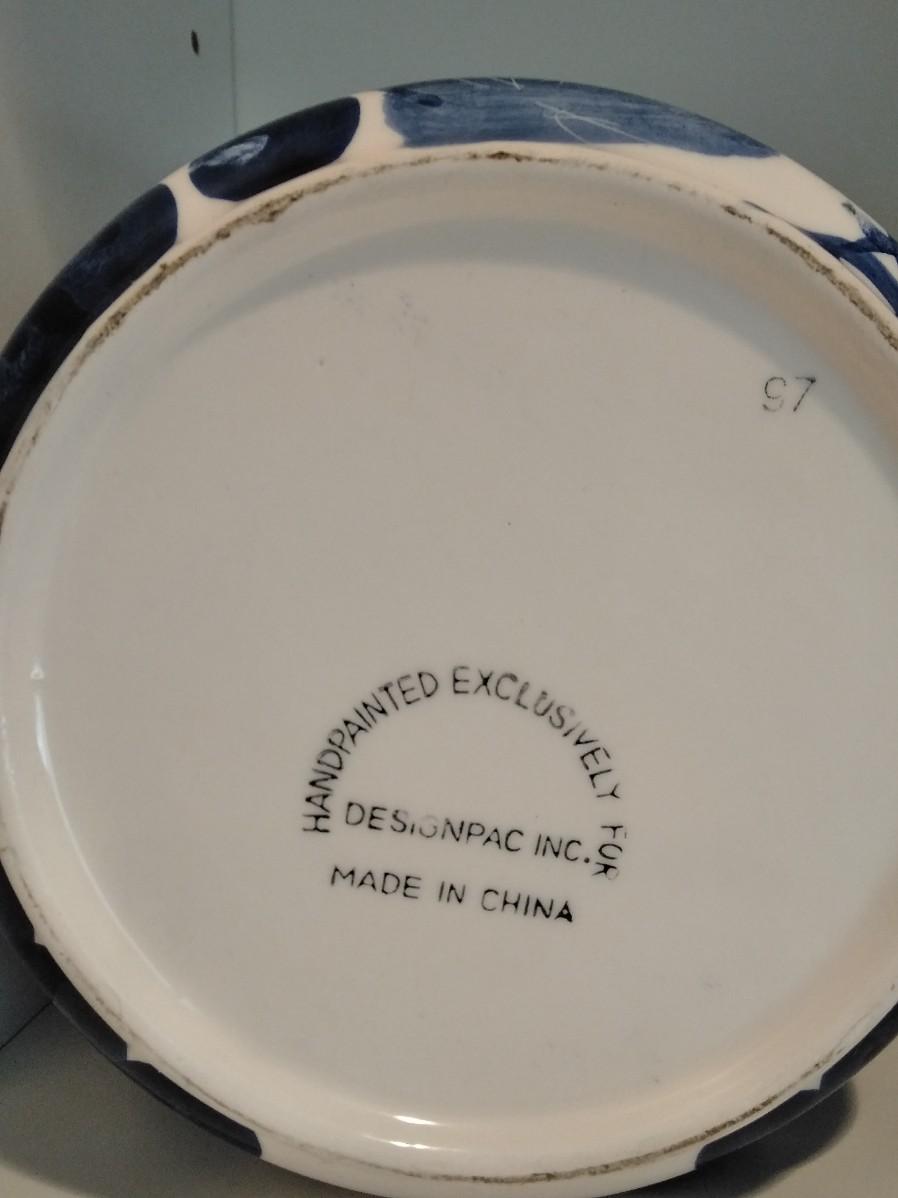 97
HANDPAINTED EXCLUSIVELY FOR
DESIGNPAC INC.
MADE IN CHINA